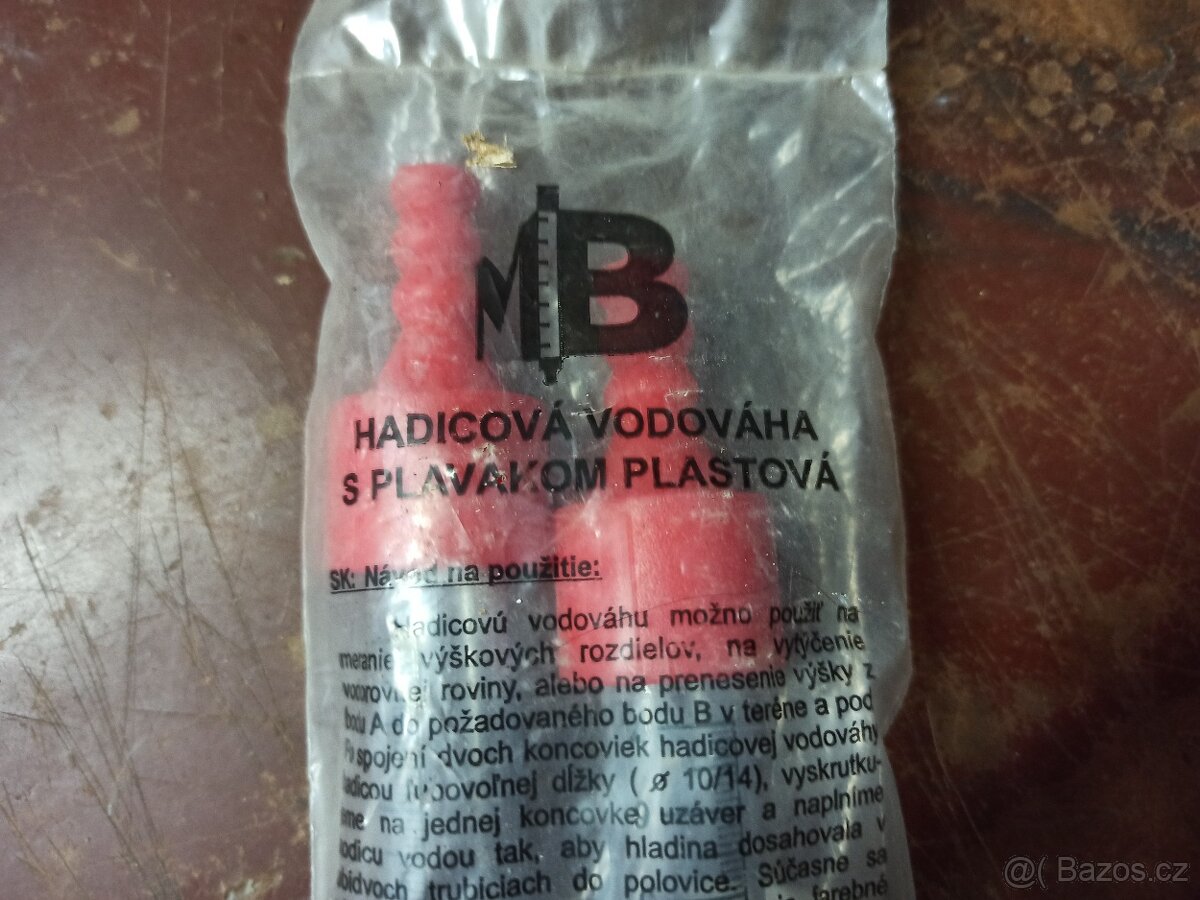 MB
HADICOVÁ VODOVÁHA
S PLAVÁKOM PLASTOVÁ
SK: Návod na použitie:
Hadicovú vodováhu možno použiť na
meranie výškových rozdielov, na vytýčenie
vodorovnej roviny, alebo na prenesenie výšky z
bodu A do požadovaného bodu B v teréne a pod
Po spojení dvoch koncoviek hadicovej vodováhy
hadicou ľubovoľnej dĺžky ( ø 10/14), vyskrutku-
jeme na jednej koncovke uzáver a naplníme
hadicu vodou tak, aby hladina dosahovala v
obidvoch trubiciach do polovice. Súčasne sa
farebné
@( Bazos.cz